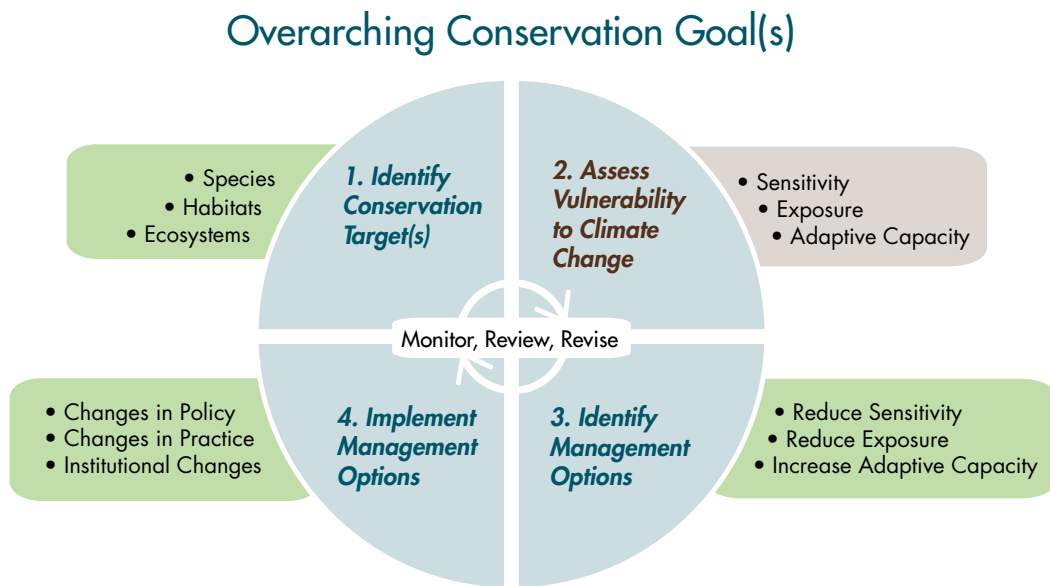 Overarching Conservation Goal(s)
• Species
• Habitats
• Ecosystems
1. Identify
Conservation
Target(s)
2. Assess
Vulnerability
to Climate
Change
• Sensitivity
• Exposure
• Adaptive Capacity
Monitor, Review, Revise
• Changes in Policy
• Changes in Practice
• Institutional Changes
4. Implement
Management
Options
3. Identify
Management
Options
• Reduce Sensitivity
• Reduce Exposure
• Increase Adaptive Capacity